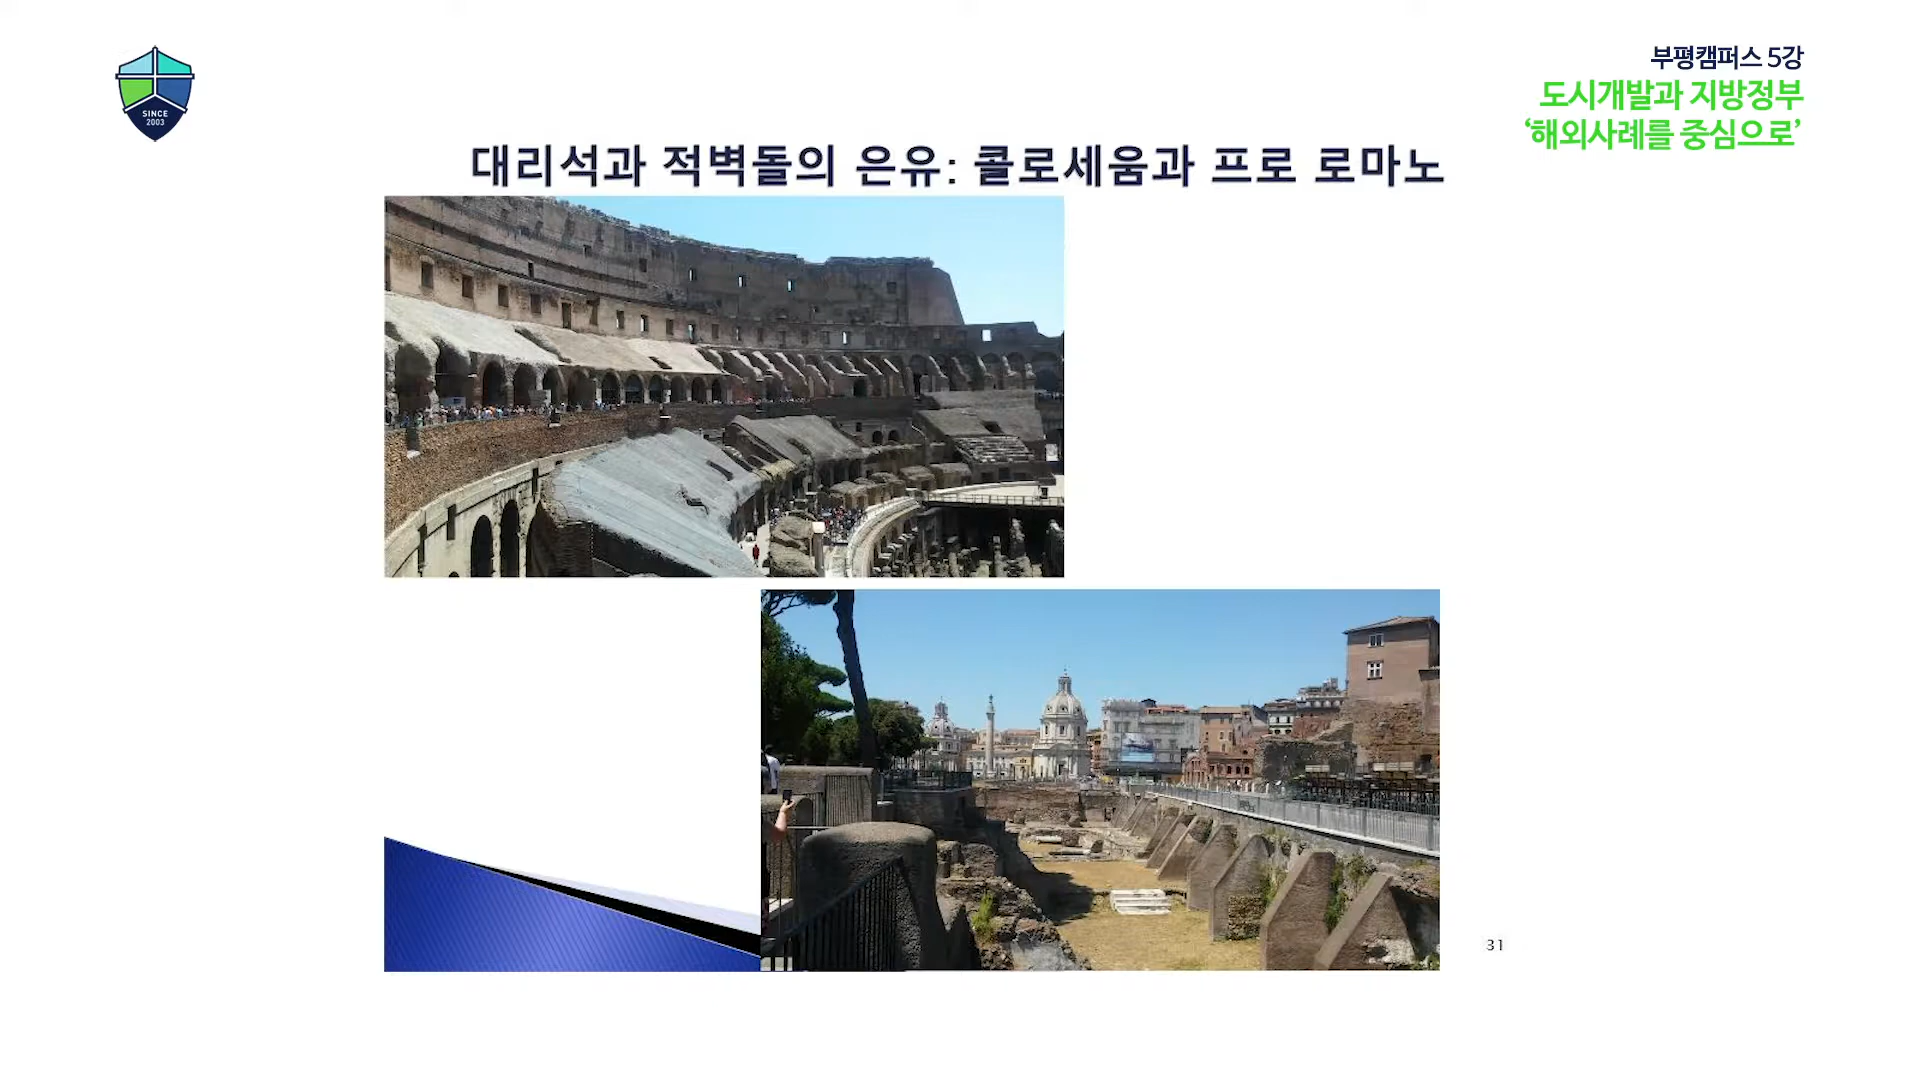 SINCE
2003
부평캠퍼스 5강
도시개발과 지방정부
‘해외사례를 중심으로’
대리석과 적벽돌의 은유: 콜로세움과 프로 로마노
31